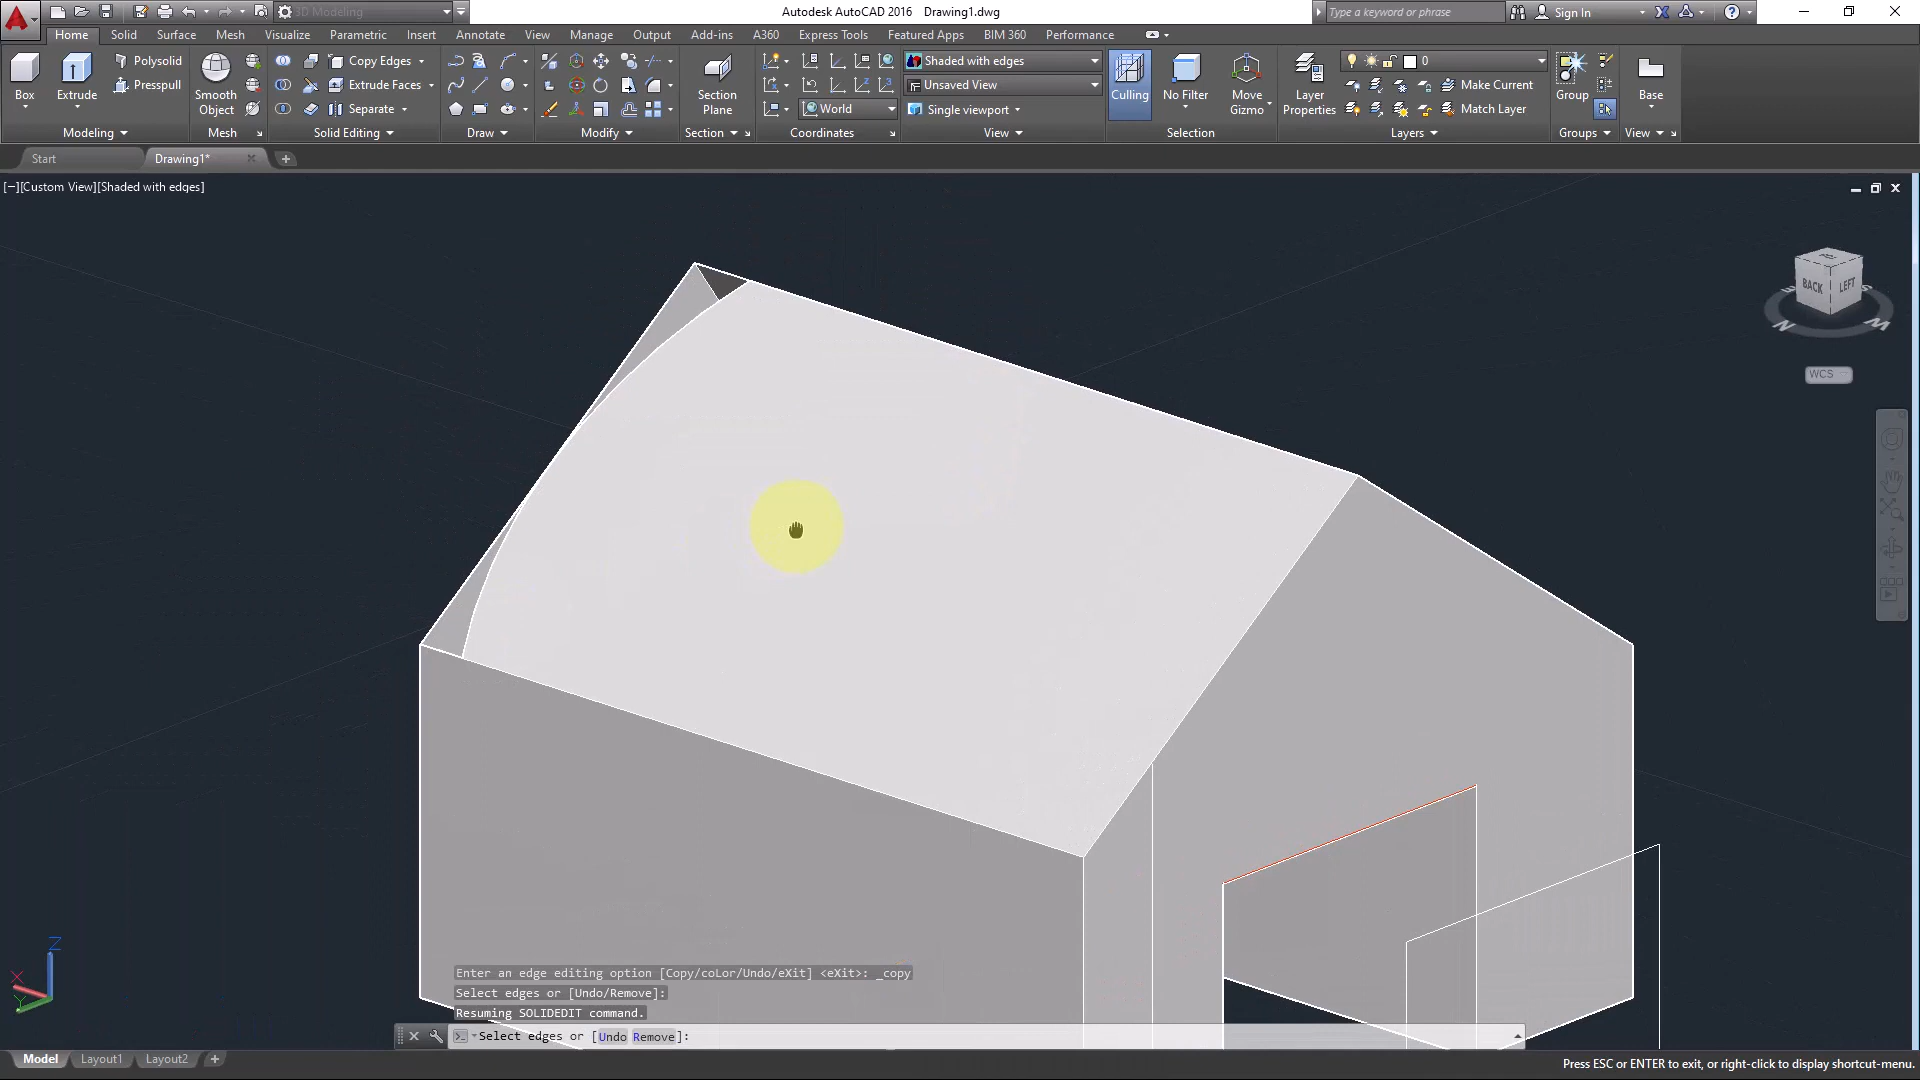 3D Modeling
Autodesk AutoCAD 2016 Drawing1.dwg
Type a keyword or phrase
Sign In
Home Solid Surface Mesh Visualize Parametric Insert Annotate View Manage Output Add-ins A360 Express Tools Featured Apps BIM 360 Performance
Polysolid Copy Edges Shaded with edges 0
Box Extrude Presspull Smooth Object Extrude Faces Section Plane Unsaved View Culling No Filter Move Gizmo Layer Properties Make Current Group Base
Separate World Single viewport Match Layer
Modeling Mesh Solid Editing Draw Modify Section Coordinates View Selection Layers Groups View
Start Drawing1*
[−][Custom View][Shaded with edges]
BACK LEFT
N W
WCS
Z
X
Y
Enter an edge editing option [Copy/coLor/Undo/eXit] <eXit>: _copy
Select edges or [Undo/Remove]:
Resuming SOLIDEDIT command.
Select edges or [Undo Remove]:
Model Layout1 Layout2
Press ESC or ENTER to exit, or right-click to display shortcut-menu.